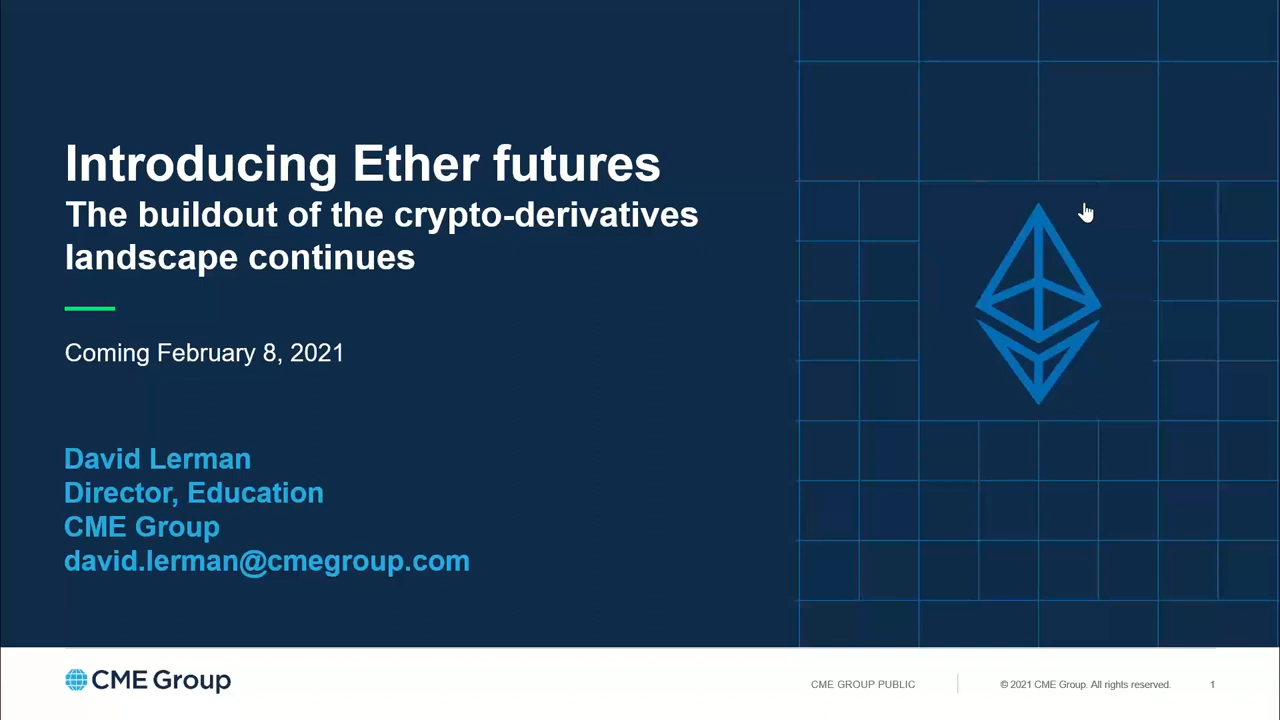 Introducing Ether futures
The buildout of the crypto-derivatives
landscape continues
Coming February 8, 2021
David Lerman
Director, Education
CME Group
david.lerman@cmegroup.com
CME Group
CME GROUP PUBLIC
© 2021 CME Group. All rights reserved.
1